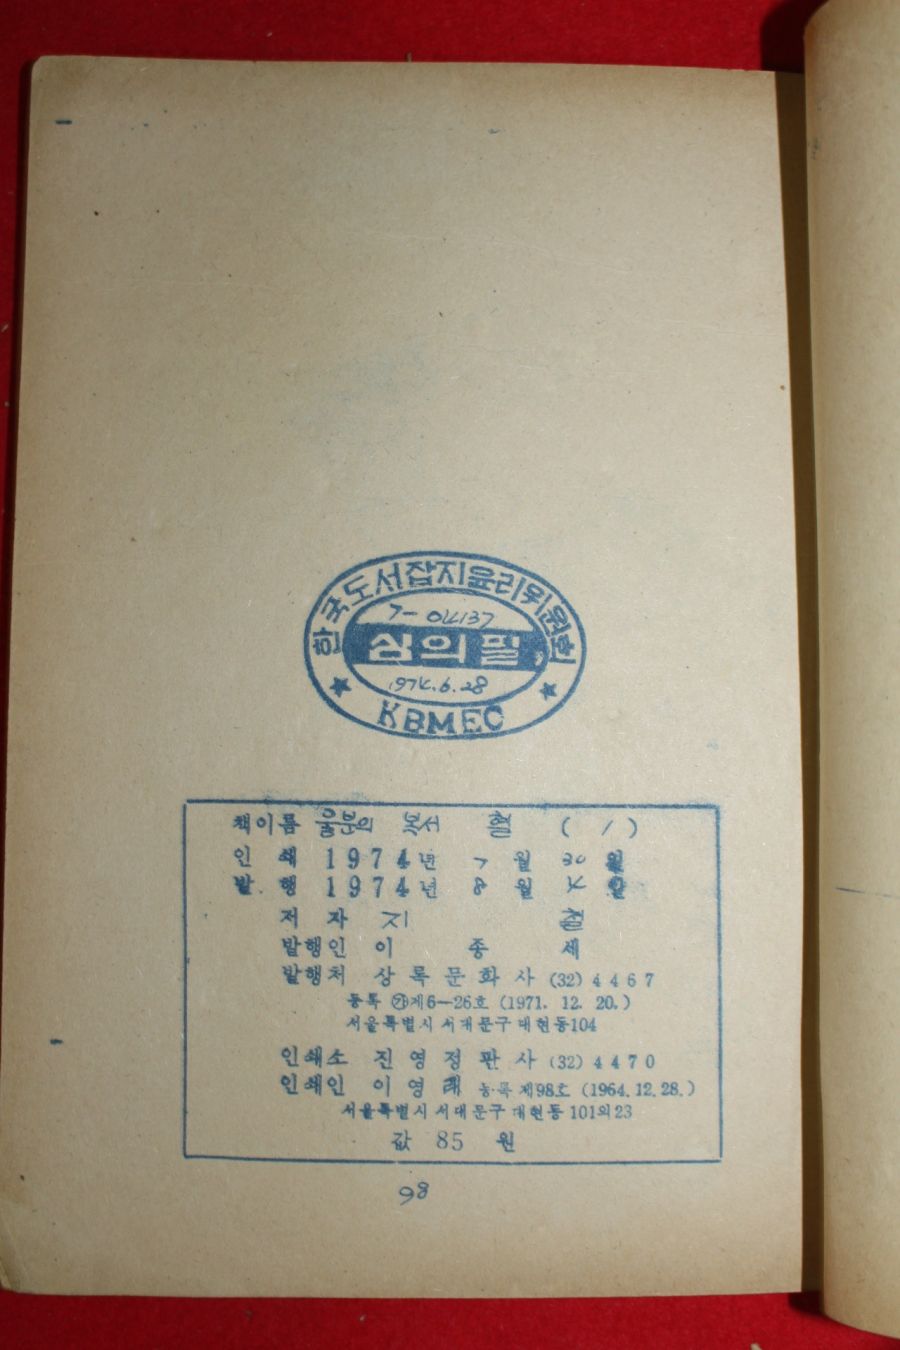 한국도서잡지윤리위원회
7-04137
심의필
1974.6.28
KBMEC
책이름 울분의 복서 혈 ( 1 )
인 쇄 1974년 7 월 30 일
발 행 1974년 8 월 4 일
저 자 지 철
발행인 이 종 세
발행처 상 록 문 화 사 (32) 4467
등록 ㉮제6—26호 (1971. 12. 20.)
서울특별시 서대문구 대현동104
인쇄소 진 영 정 판 사 (32) 4470
인쇄인 이 영 래 등록 제98호 (1964. 12. 28.)
서울특별시 서대문구 대현동 101의23
값 85 원
98